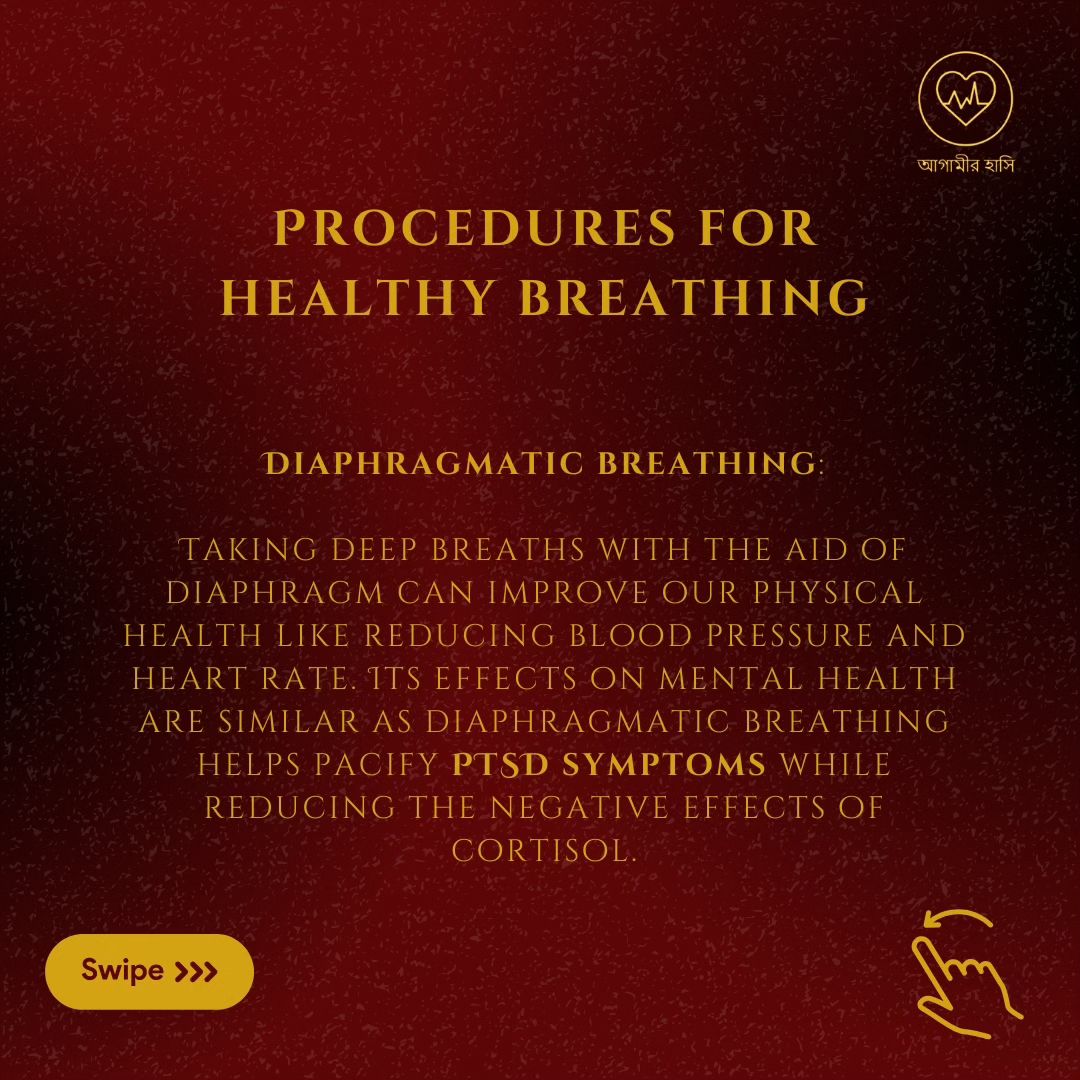 আগামীর হাসি
PROCEDURES FOR
HEALTHY BREATHING
DIAPHRAGMATIC BREATHING:
TAKING DEEP BREATHS WITH THE AID OF
DIAPHRAGM CAN IMPROVE OUR PHYSICAL
HEALTH LIKE REDUCING BLOOD PRESSURE AND
HEART RATE. ITS EFFECTS ON MENTAL HEALTH
ARE SIMILAR AS DIAPHRAGMATIC BREATHING
HELPS PACIFY PTSD SYMPTOMS WHILE
REDUCING THE NEGATIVE EFFECTS OF
CORTISOL.
Swipe >>>